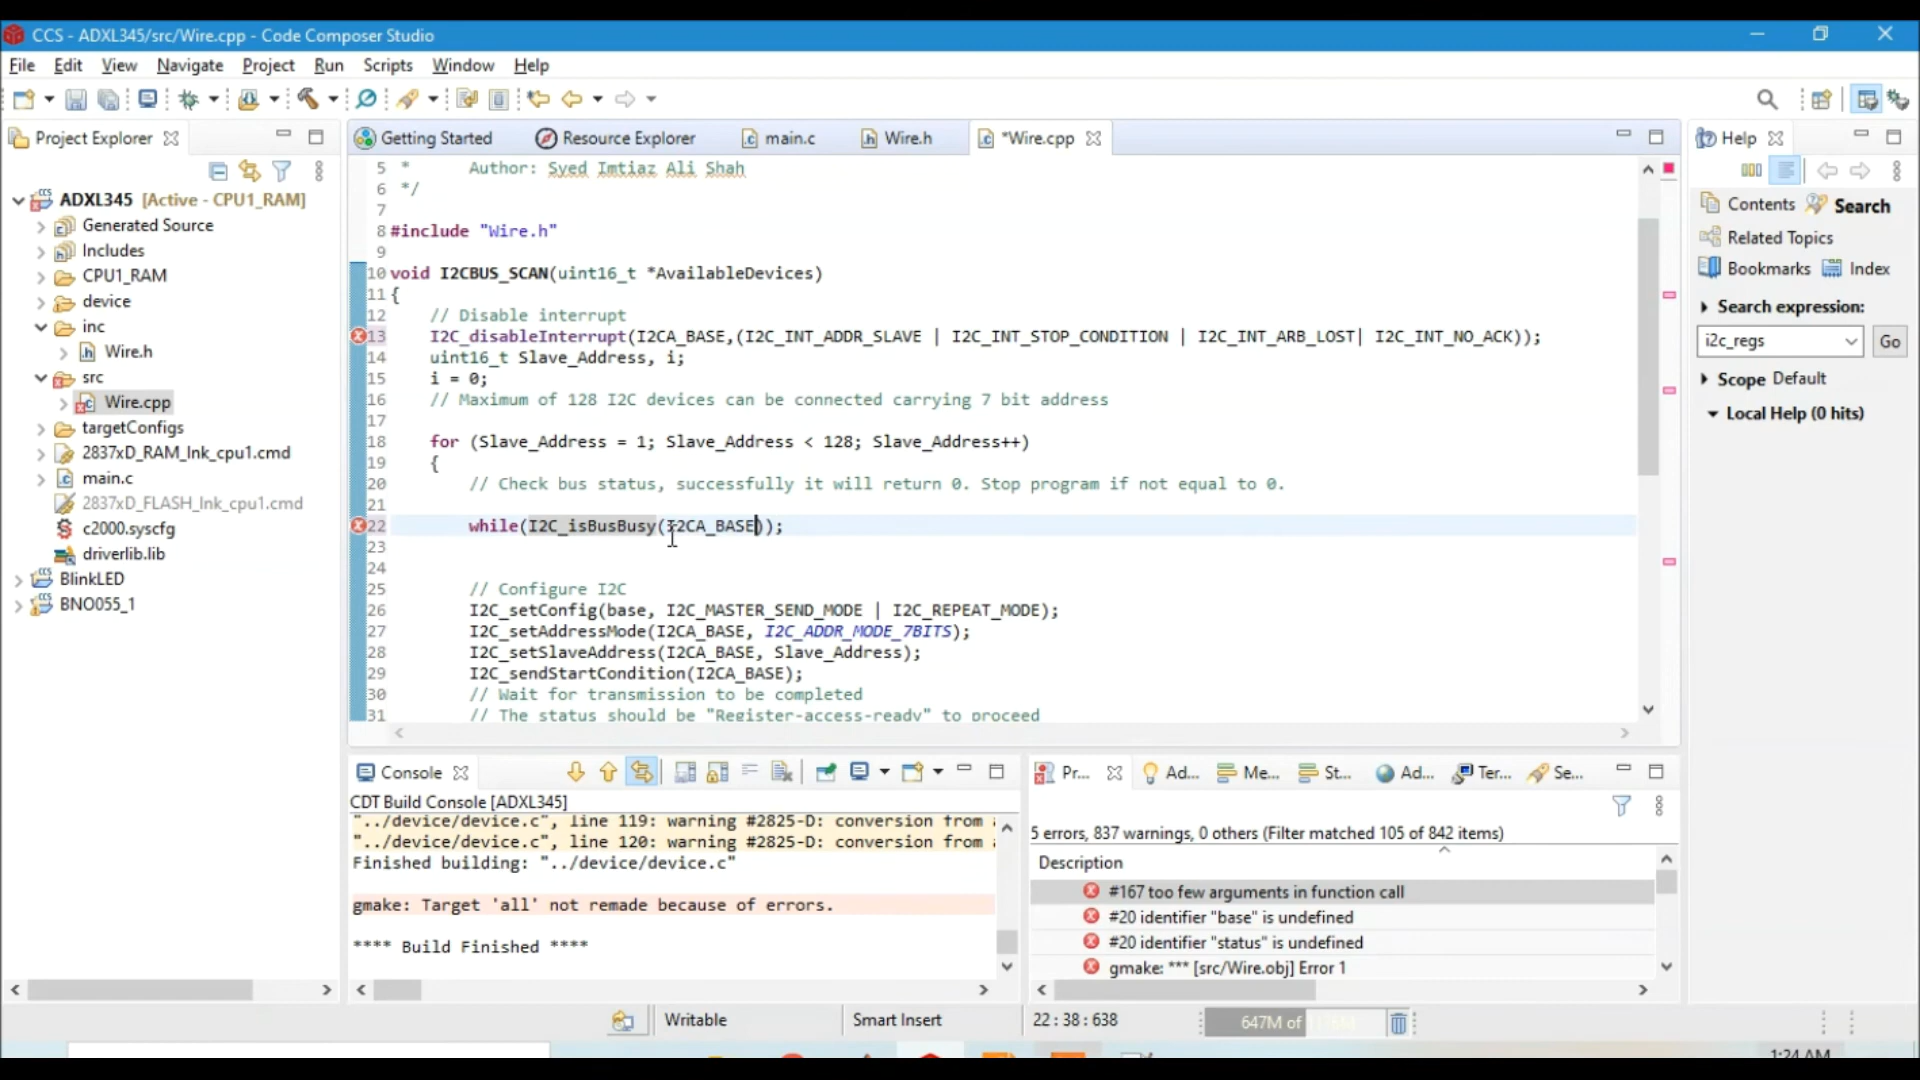 CCS - ADXL345/src/Wire.cpp - Code Composer Studio
File Edit View Navigate Project Run Scripts Window Help
Project Explorer
ADXL345 [Active - CPU1_RAM]
Generated Source
Includes
CPU1_RAM
device
inc
Wire.h
src
Wire.cpp
targetConfigs
2837xD_RAM_lnk_cpu1.cmd
main.c
2837xD_FLASH_lnk_cpu1.cmd
c2000.syscfg
driverlib.lib
BlinkLED
BNO055_1
Getting Started Resource Explorer main.c Wire.h *Wire.cpp
5 * Author: Syed Imtiaz Ali Shah
6 */
7
8 #include "Wire.h"
9
10 void I2CBUS_SCAN(uint16_t *AvailableDevices)
11 {
12 // Disable interrupt
13 I2C_disableInterrupt(I2CA_BASE,(I2C_INT_ADDR_SLAVE | I2C_INT_STOP_CONDITION | I2C_INT_ARB_LOST| I2C_INT_NO_ACK));
14 uint16_t Slave_Address, i;
15 i = 0;
16 // Maximum of 128 I2C devices can be connected carrying 7 bit address
17
18 for (Slave_Address = 1; Slave_Address < 128; Slave_Address++)
19 {
20 // Check bus status, successfully it will return 0. Stop program if not equal to 0.
21
22 while(I2C_isBusBusy(I2CA_BASE));
23
24
25 // Configure I2C
26 I2C_setConfig(base, I2C_MASTER_SEND_MODE | I2C_REPEAT_MODE);
27 I2C_setAddressMode(I2CA_BASE, I2C_ADDR_MODE_7BITS);
28 I2C_setSlaveAddress(I2CA_BASE, Slave_Address);
29 I2C_sendStartCondition(I2CA_BASE);
30 // Wait for transmission to be completed
31 // The status should be "Register-access-ready" to proceed
Help
Contents Search
Related Topics
Bookmarks Index
Search expression:
i2c_regs Go
Scope Default
Local Help (0 hits)
Console
CDT Build Console [ADXL345]
"../device/device.c", line 119: warning #2825-D: conversion from
"../device/device.c", line 120: warning #2825-D: conversion from
Finished building: "../device/device.c"
gmake: Target 'all' not remade because of errors.
**** Build Finished ****
Pr... Ad... Me... St... Ad... Ter... Se...
5 errors, 837 warnings, 0 others (Filter matched 105 of 842 items)
Description
#167 too few arguments in function call
#20 identifier "base" is undefined
#20 identifier "status" is undefined
gmake: *** [src/Wire.obj] Error 1
Writable Smart Insert 22 : 38 : 638 647M of
1:24 AM